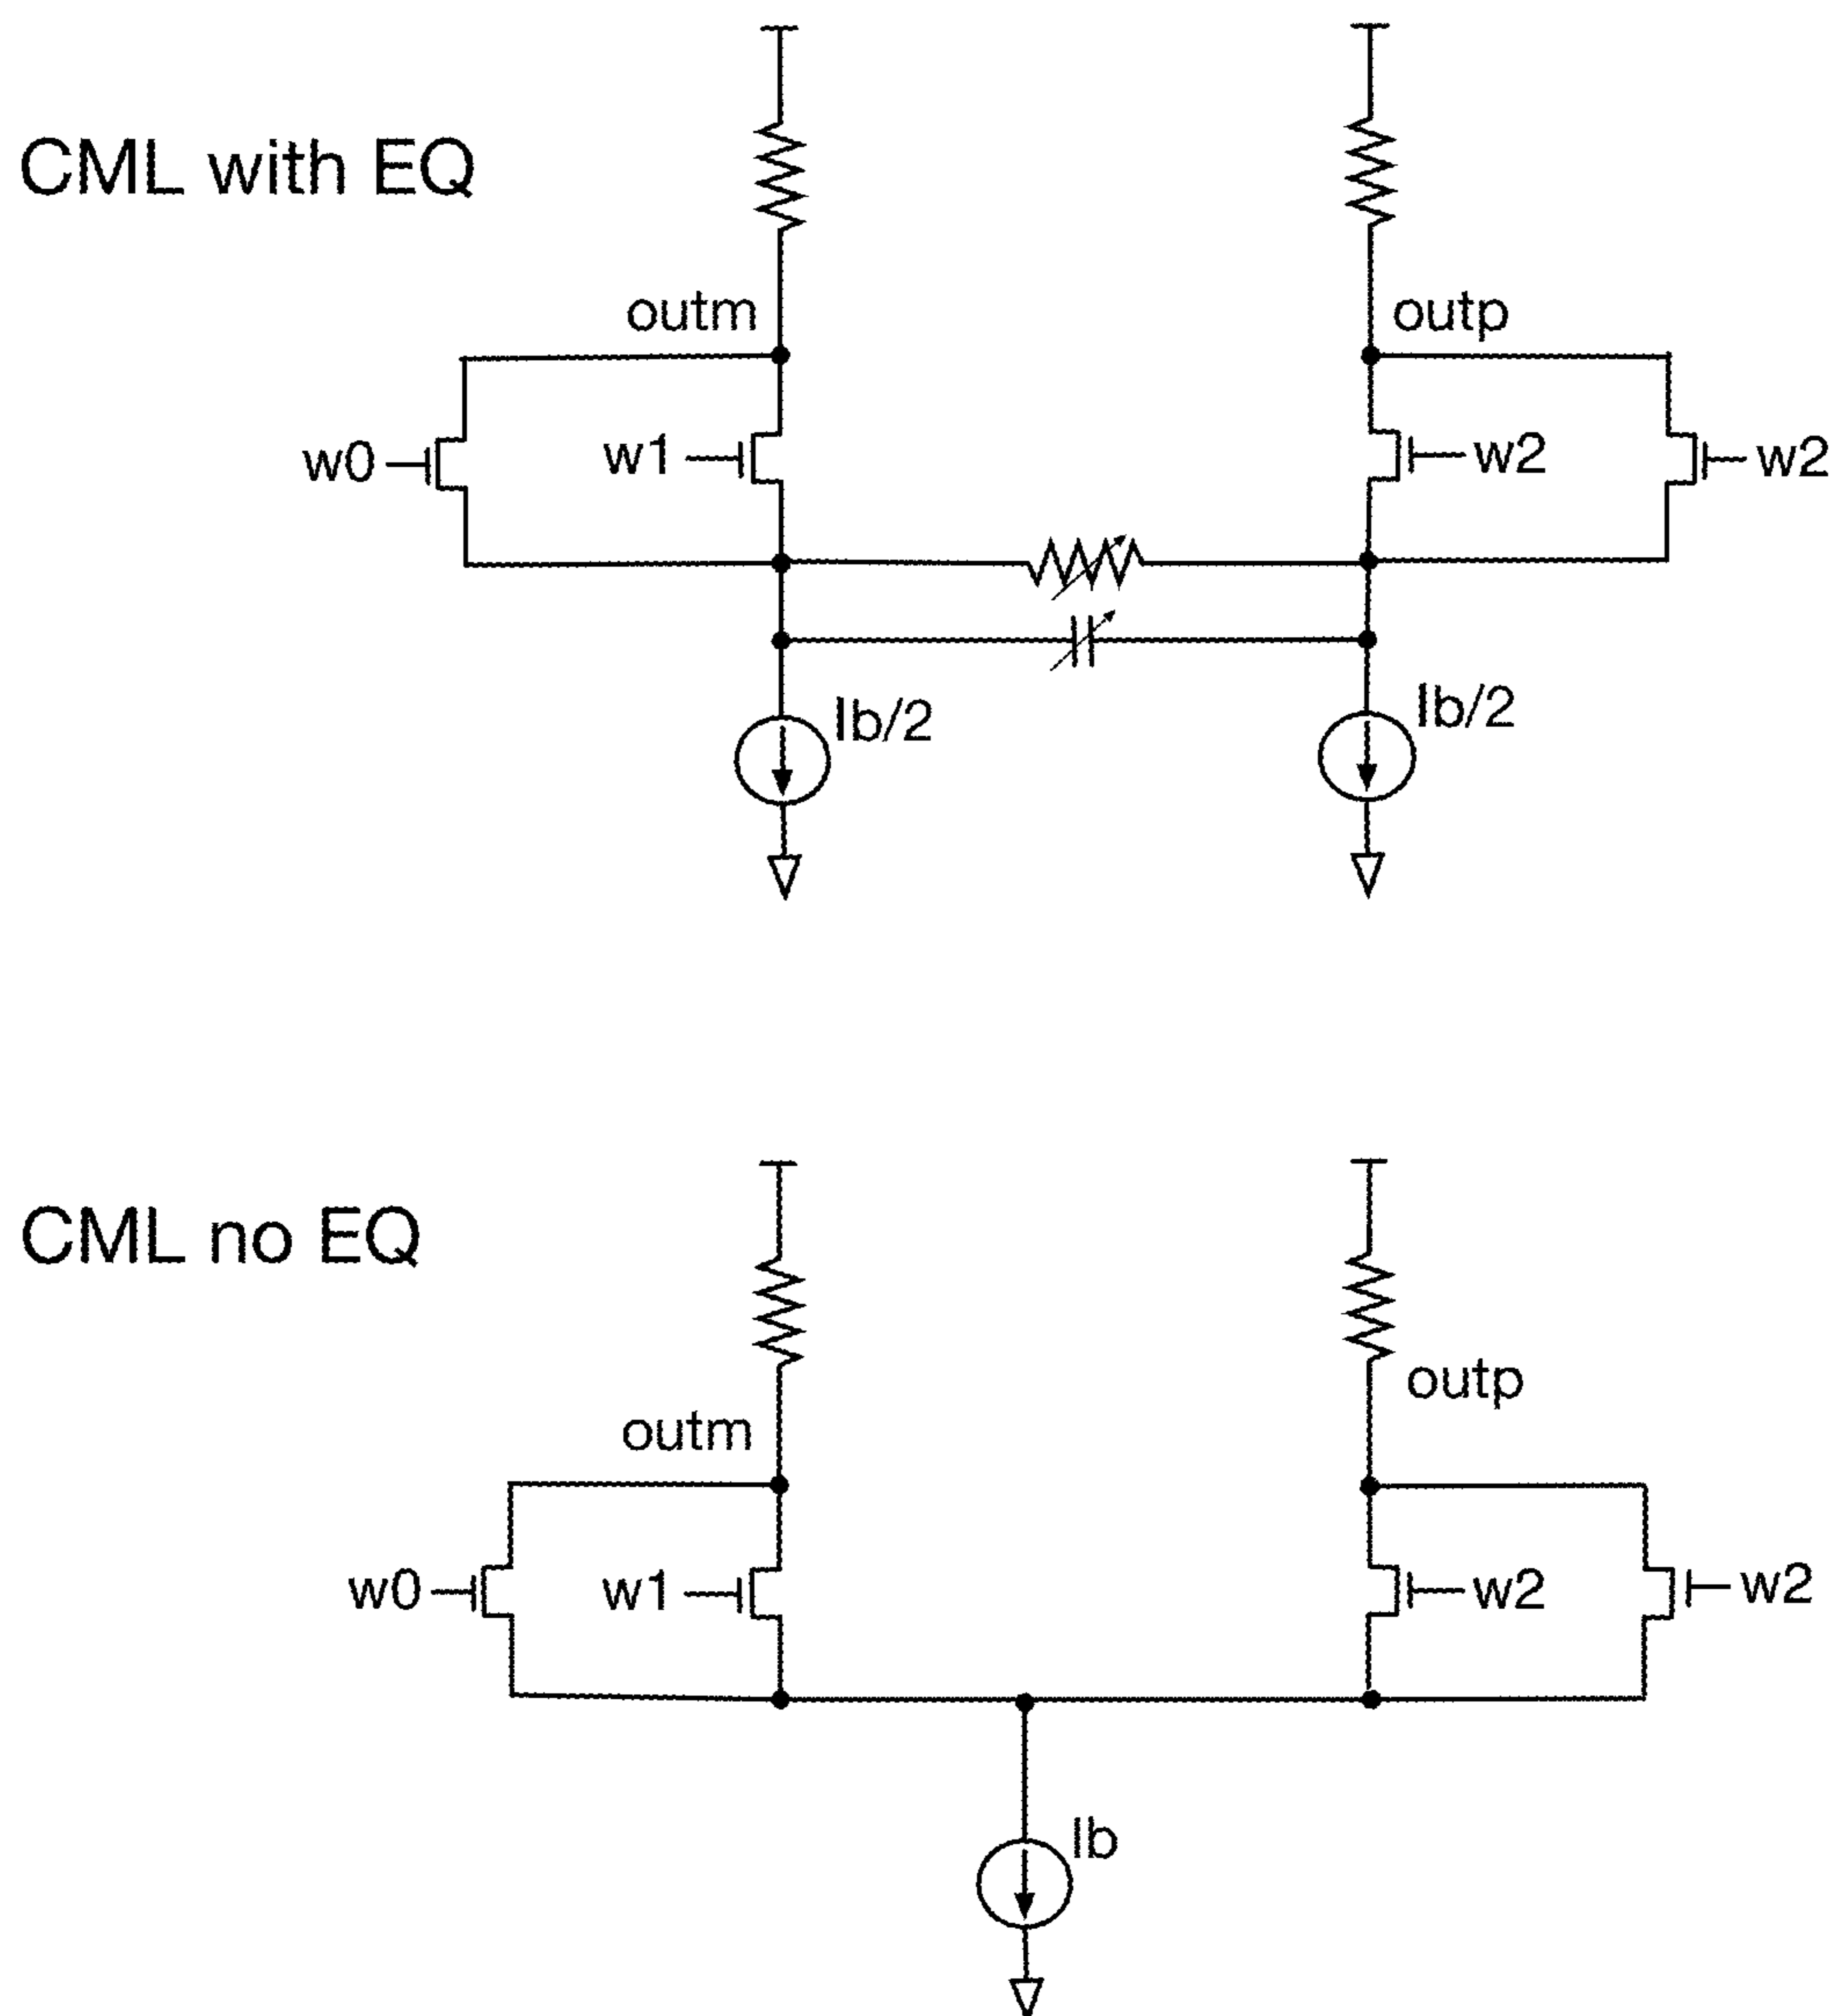 CML with EQ
outm
outp
w0
w1
w2
w2
Ib/2
Ib/2
CML no EQ
outp
outm
w0
w1
w2
w2
Ib